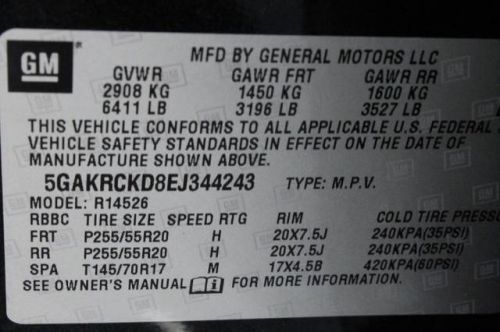 GM
MFD BY GENERAL MOTORS LLC
GVWR GAWR FRT GAWR RR
2908 KG 1450 KG 1600 KG
6411 LB 3196 LB 3527 LB
THIS VEHICLE CONFORMS TO ALL APPLICABLE U.S. FEDERAL
VEHICLE SAFETY STANDARDS IN EFFECT ON THE DATE OF
MANUFACTURE SHOWN ABOVE.
5GAKRCKD8EJ344243 TYPE: M.P.V.
MODEL: R14526
RBBC TIRE SIZE SPEED RTG RIM COLD TIRE PRESS
FRT P255/55R20 H 20X7.5J 240KPA(35PSI)
RR P255/55R20 H 20X7.5J 240KPA(35PSI)
SPA T145/70R17 M 17X4.5B 420KPA(60PSI)
SEE OWNER'S MANUAL FOR MORE INFORMATION.